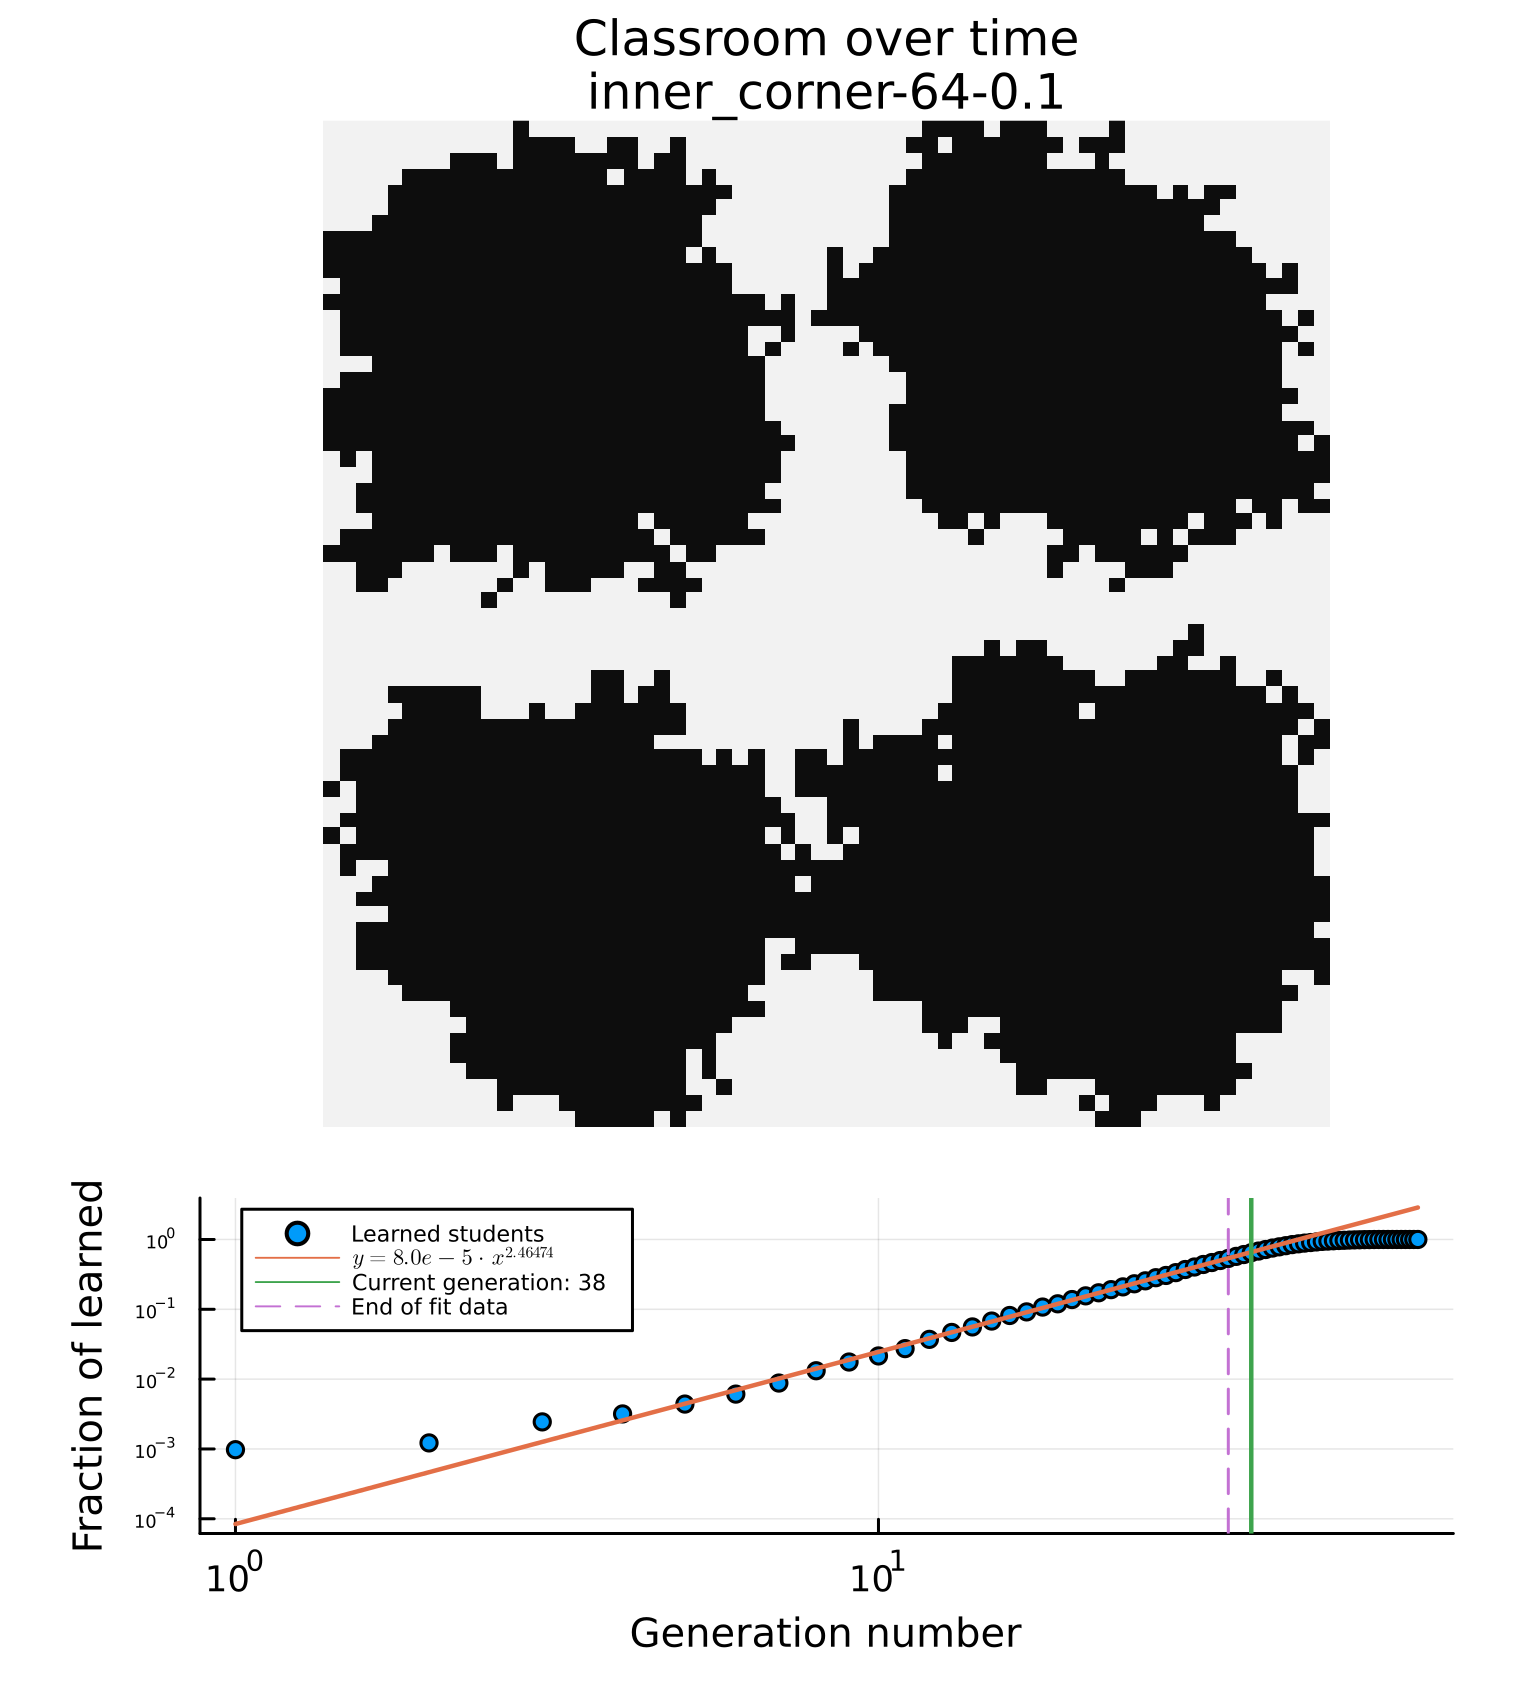 Classroom over time
inner_corner-64-0.1
Fraction of learned
10^0
10^−1
10^−2
10^−3
10^−4
Learned students
y = 8.0e − 5 · x^2.46474
Current generation: 38
End of fit data
10^0
10^1
Generation number